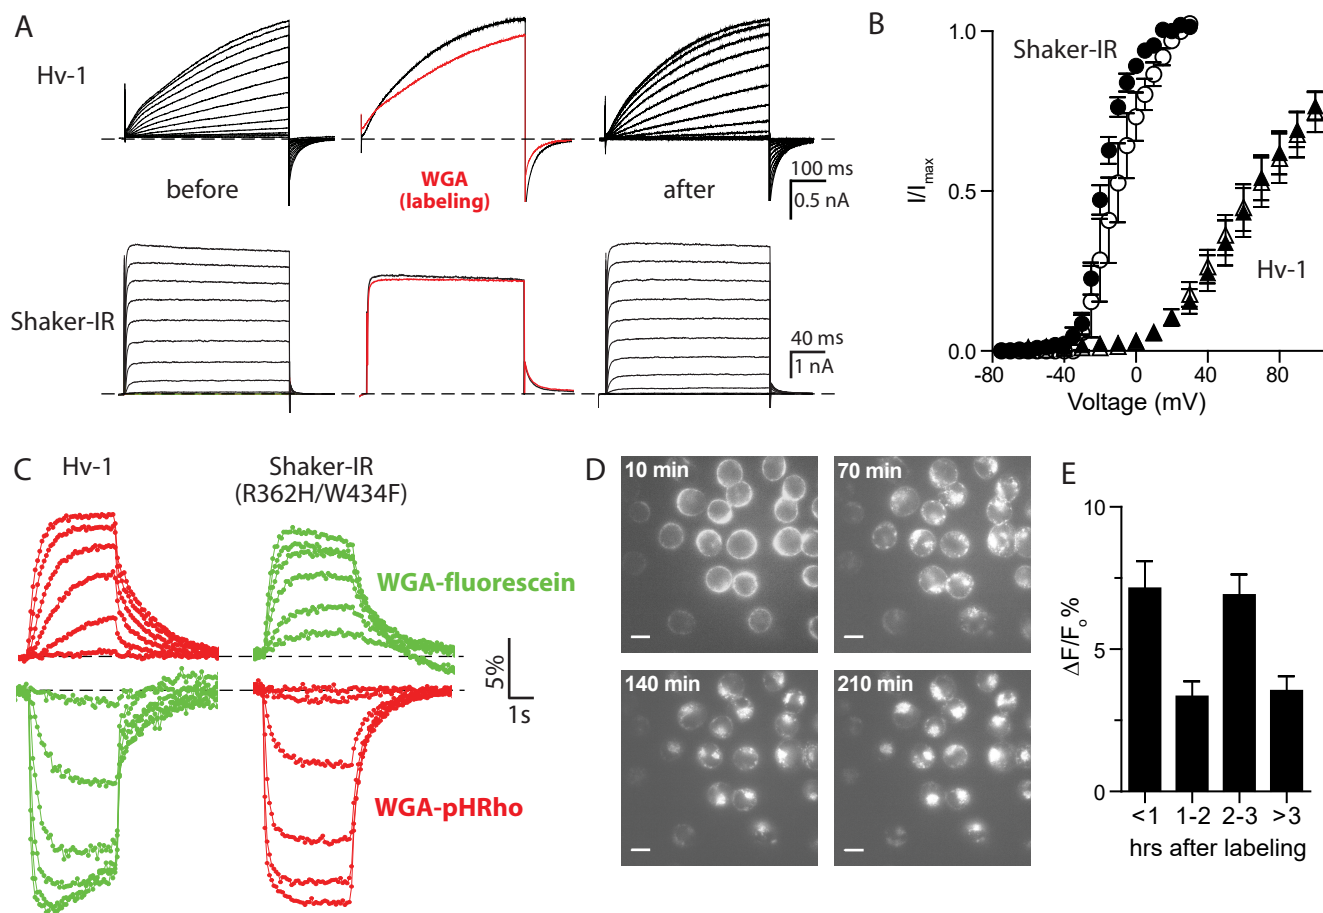 A
Hv-1
before
WGA
(labeling)
after
100 ms
0.5 nA
Shaker-IR
40 ms
1 nA
B
Shaker-IR
Hv-1
I/Imax
1.0
0.5
0.0
-80
-40
0
40
80
Voltage (mV)
C
Hv-1
Shaker-IR
(R362H/W434F)
WGA-fluorescein
5%
1s
WGA-pHRho
D
10 min
70 min
140 min
210 min
E
ΔF/Fo%
10
5
0
<1
1-2
2-3
>3
hrs after labeling